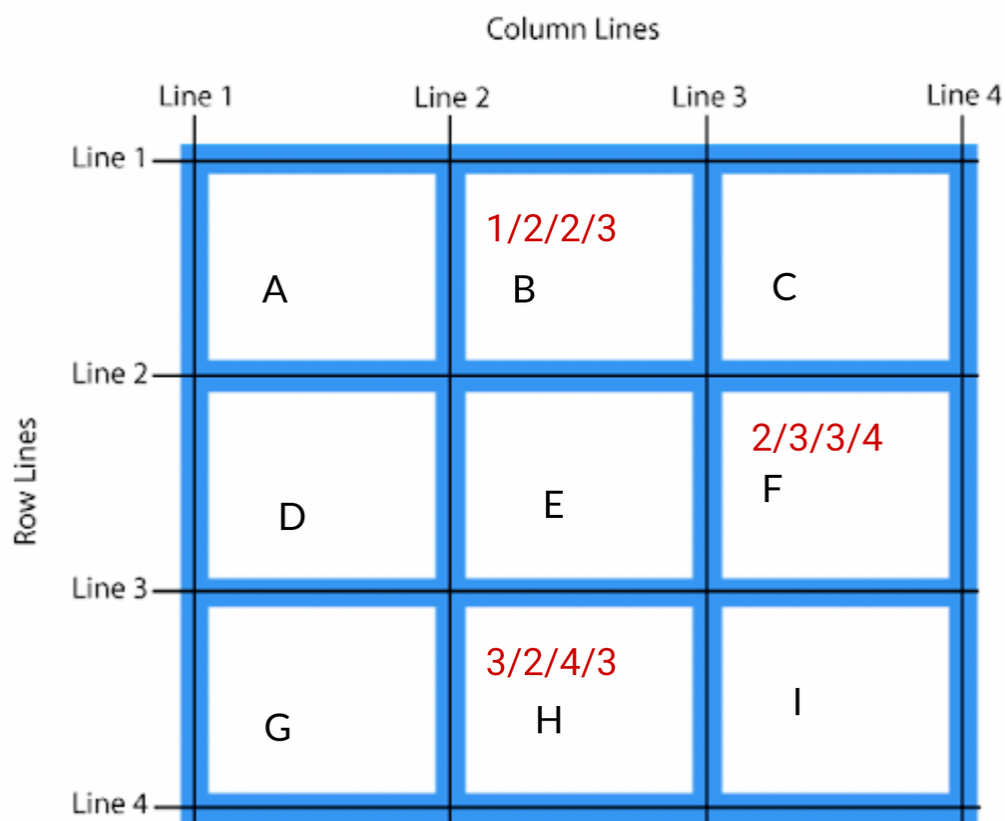 Column Lines
Line 1 Line 2 Line 3 Line 4
Line 1
1/2/2/3
A B C
Line 2
2/3/3/4
D E F
Row Lines
Line 3
3/2/4/3
G H I
Line 4